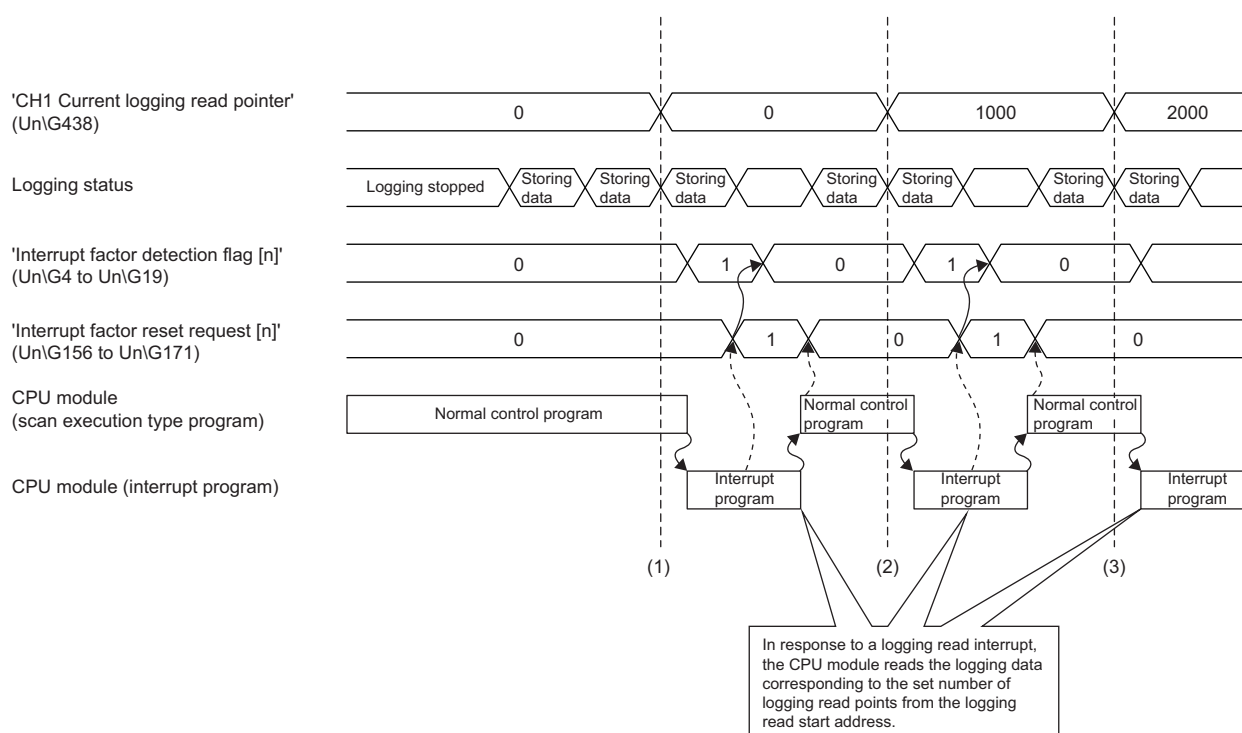 'CH1 Current logging read pointer'
(Un\G438)
0
0
1000
2000
Logging status
Logging stopped
Storing
data
Storing
data
Storing
data
Storing
data
Storing
data
Storing
data
Storing
data
'Interrupt factor detection flag [n]'
(Un\G4 to Un\G19)
0
1
0
1
0
'Interrupt factor reset request [n]'
(Un\G156 to Un\G171)
0
1
0
1
0
CPU module
(scan execution type program)
Normal control program
Normal control
program
Normal control
program
CPU module (interrupt program)
Interrupt
program
Interrupt
program
Interrupt
program
(1)
(2)
(3)
In response to a logging read interrupt,
the CPU module reads the logging data
corresponding to the set number of
logging read points from the logging
read start address.